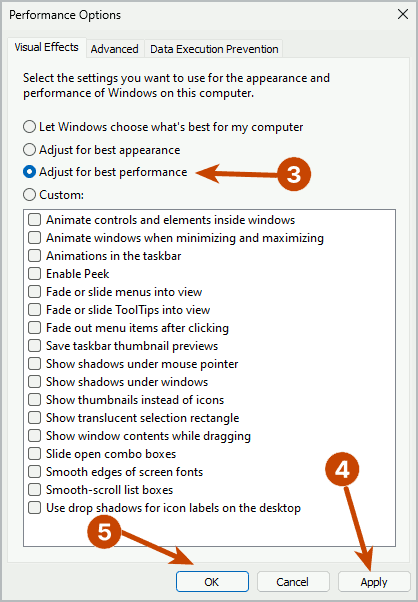 Performance Options
Visual Effects Advanced Data Execution Prevention
Select the settings you want to use for the appearance and
performance of Windows on this computer.
Let Windows choose what's best for my computer
Adjust for best appearance
Adjust for best performance
3
Custom:
Animate controls and elements inside windows
Animate windows when minimizing and maximizing
Animations in the taskbar
Enable Peek
Fade or slide menus into view
Fade or slide ToolTips into view
Fade out menu items after clicking
Save taskbar thumbnail previews
Show shadows under mouse pointer
Show shadows under windows
Show thumbnails instead of icons
Show translucent selection rectangle
Show window contents while dragging
Slide open combo boxes
Smooth edges of screen fonts
4
Smooth-scroll list boxes
Use drop shadows for icon labels on the desktop
5
OK Cancel Apply